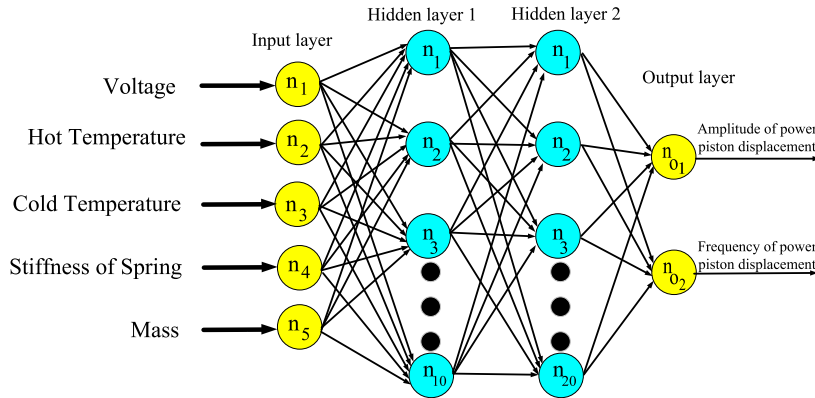 Hidden layer 1
Hidden layer 2
Input layer
Output layer
Voltage
Hot Temperature
Cold Temperature
Stiffness of Spring
Mass
n1
n2
n3
n4
n5
n1
n2
n3
n10
n1
n2
n3
n20
no1
no2
Amplitude of power
piston displacement
Frequency of power
piston displacement